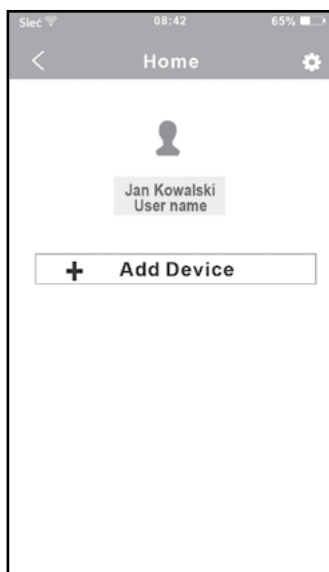 Sieć 08:42 65%
Home
Jan Kowalski
User name
+ Add Device